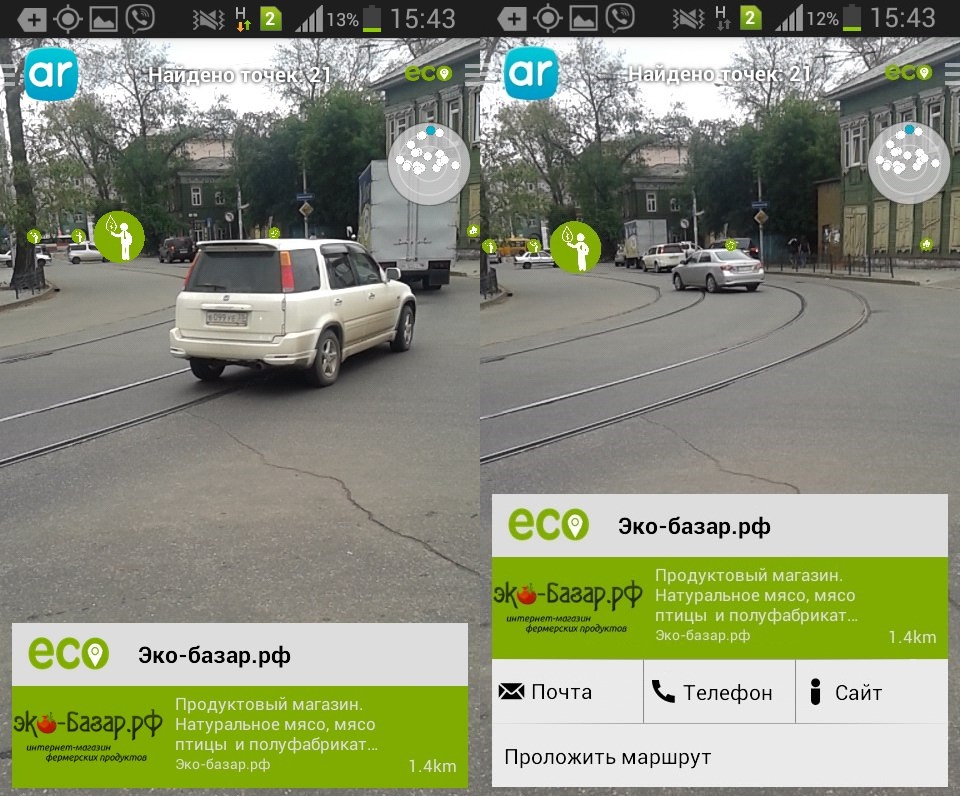 H
2
13%
15:43
ar
Найдено точек: 21
eco
eco
Эко-базар.рф
эко-Базар.рф
интернет-магазин
фермерских продуктов
Продуктовый магазин.
Натуральное мясо, мясо
птицы и полуфабрикат...
Эко-базар.рф
1.4km
H
2
12%
15:43
ar
Найдено точек: 21
eco
eco
Эко-базар.рф
эко-Базар.рф
интернет-магазин
фермерских продуктов
Продуктовый магазин.
Натуральное мясо, мясо
птицы и полуфабрикат...
Эко-базар.рф
1.4km
Почта
Телефон
Сайт
Проложить маршрут